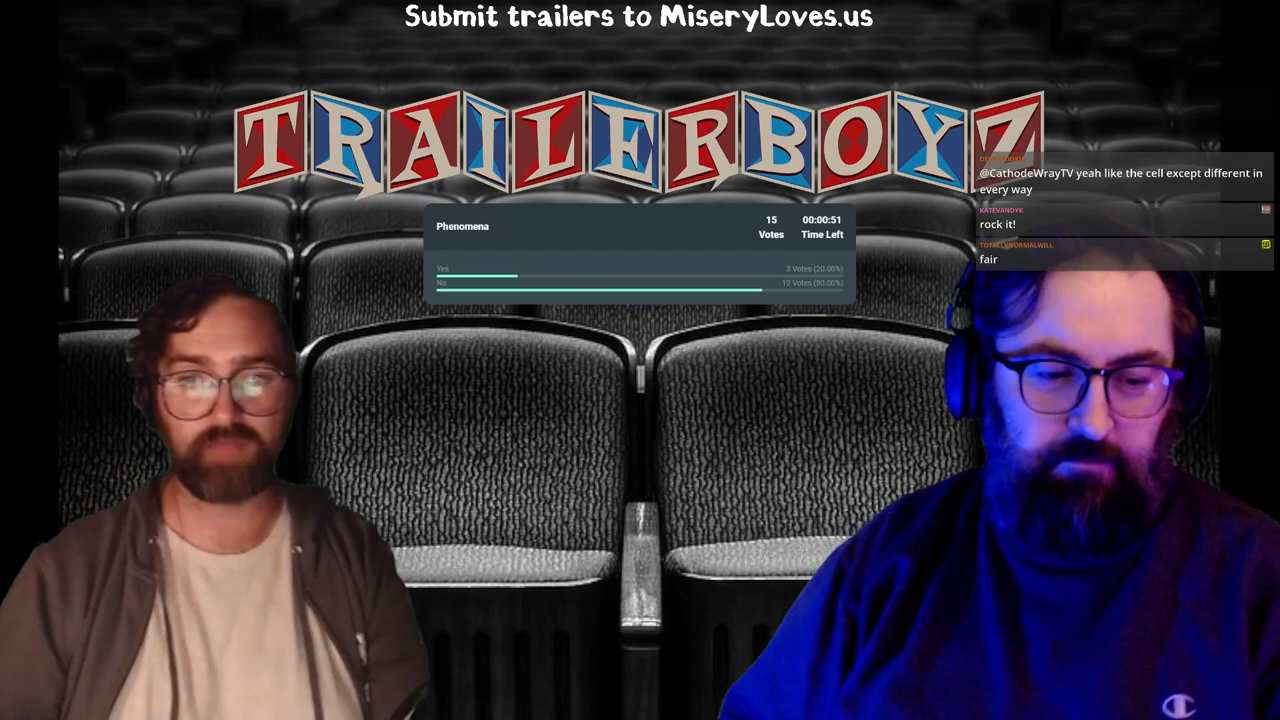 Submit trailers to MiseryLoves.us
TRAILERBOYZ
@CathodeWrayTV yeah like the cell except different in
every way
KATEVANDYK
rock it!
TOTALLYNORMALWILL
fair
Phenomena
15
Votes
00:00:51
Time Left
Yes
3 Votes (20.00%)
No
12 Votes (80.00%)